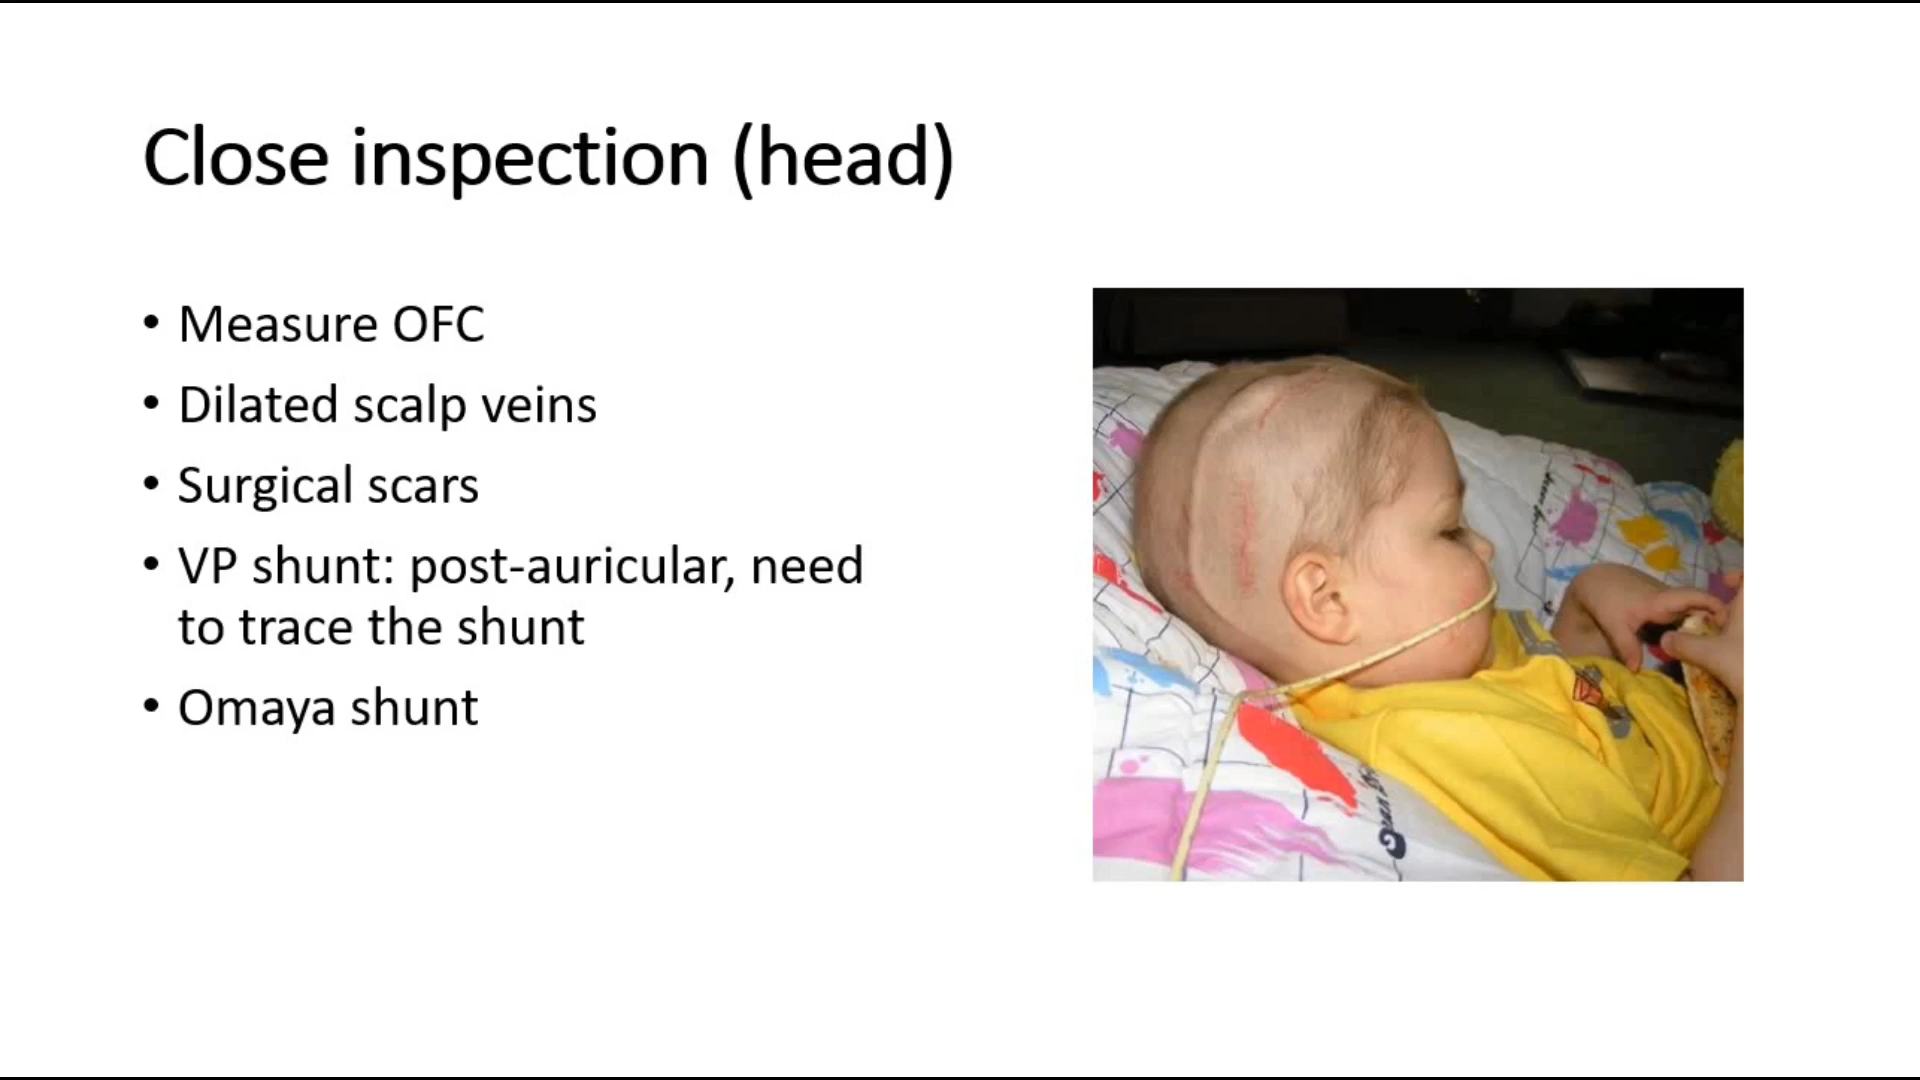 Close inspection (head)
• Measure OFC
• Dilated scalp veins
• Surgical scars
• VP shunt: post-auricular, need
to trace the shunt
• Omaya shunt